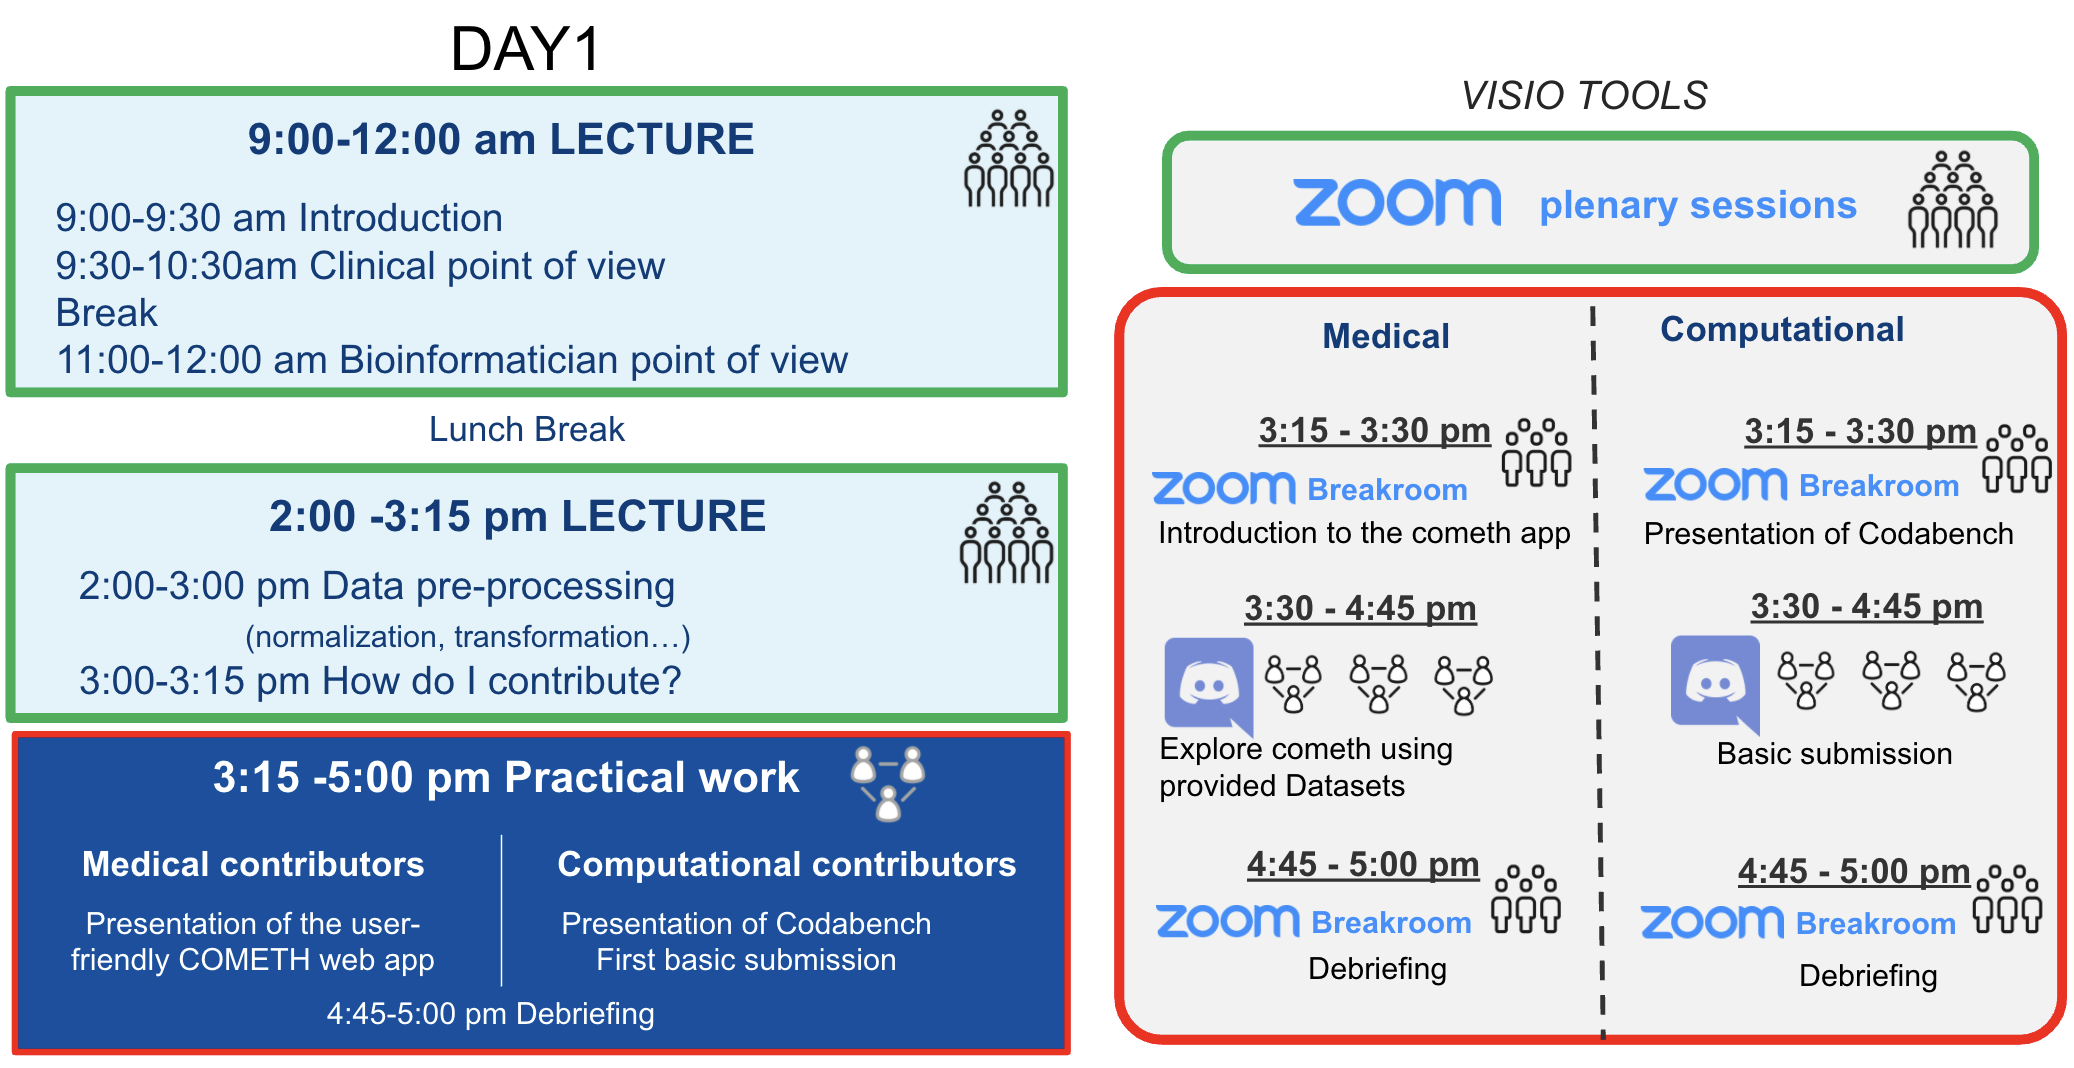 DAY1
9:00-12:00 am LECTURE
9:00-9:30 am Introduction
9:30-10:30am Clinical point of view
Break
11:00-12:00 am Bioinformatician point of view
Lunch Break
2:00 -3:15 pm LECTURE
2:00-3:00 pm Data pre-processing
(normalization, transformation…)
3:00-3:15 pm How do I contribute?
3:15 -5:00 pm Practical work
Medical contributors
Presentation of the user-
friendly COMETH web app
Computational contributors
Presentation of Codabench
First basic submission
4:45-5:00 pm Debriefing
VISIO TOOLS
zoom plenary sessions
Medical
3:15 - 3:30 pm
zoom Breakroom
Introduction to the cometh app
3:30 - 4:45 pm
Explore cometh using
provided Datasets
4:45 - 5:00 pm
zoom Breakroom
Debriefing
Computational
3:15 - 3:30 pm
zoom Breakroom
Presentation of Codabench
3:30 - 4:45 pm
Basic submission
4:45 - 5:00 pm
zoom Breakroom
Debriefing